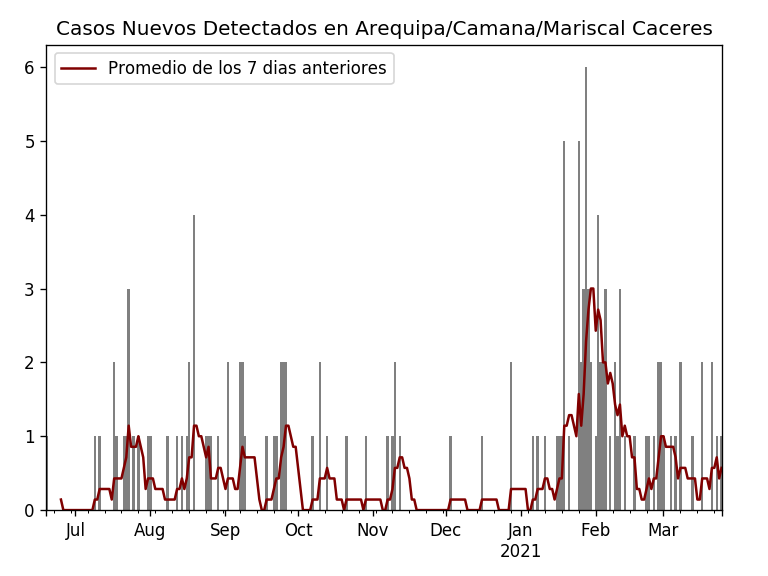 Casos Nuevos Detectados en Arequipa/Camana/Mariscal Caceres
Promedio de los 7 dias anteriores
6
5
4
3
2
1
0
Jul Aug Sep Oct Nov Dec Jan Feb Mar
2021